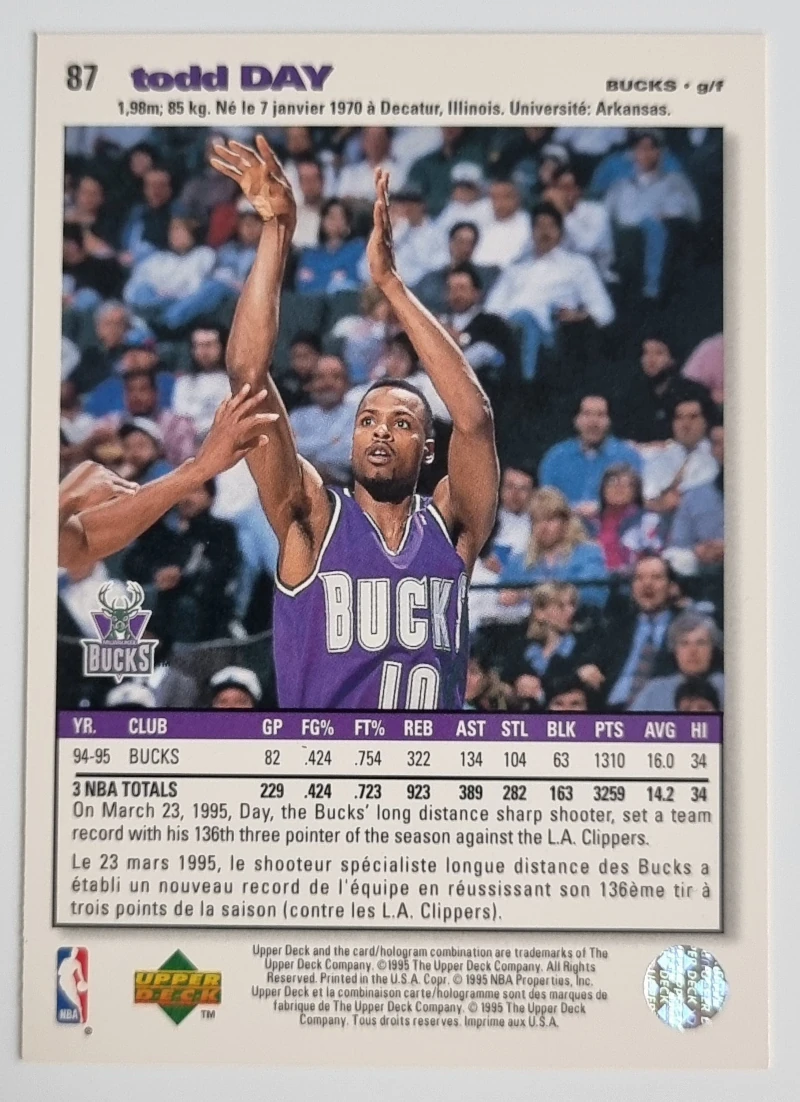 87 todd DAY BUCKS • g/f
1,98m; 85 kg. Né le 7 janvier 1970 à Decatur, Illinois. Université: Arkansas.
BUCKS
10
MILWAUKEE
BUCKS
YR. CLUB GP FG% FT% REB AST STL BLK PTS AVG HI
94-95 BUCKS 82 .424 .754 322 134 104 63 1310 16.0 34
3 NBA TOTALS 229 .424 .723 923 389 282 163 3259 14.2 34
On March 23, 1995, Day, the Bucks' long distance sharp shooter, set a team
record with his 136th three pointer of the season against the L.A. Clippers.
Le 23 mars 1995, le shooteur spécialiste longue distance des Bucks a
établi un nouveau record de l'équipe en réussissant son 136ème tir à
trois points de la saison (contre les L.A. Clippers).
Upper Deck and the card/hologram combination are trademarks of The
Upper Deck Company. ©1995 The Upper Deck Company. All Rights
Reserved. Printed in the U.S.A. Copr. © 1995 NBA Properties, Inc.
Upper Deck et la combinaison carte/hologramme sont des marques de
fabrique de The Upper Deck Company. © 1995 The Upper Deck
Company. Tous droits reserves. Imprime aux U.S.A.
NBA ®
UPPER
DECK
TM